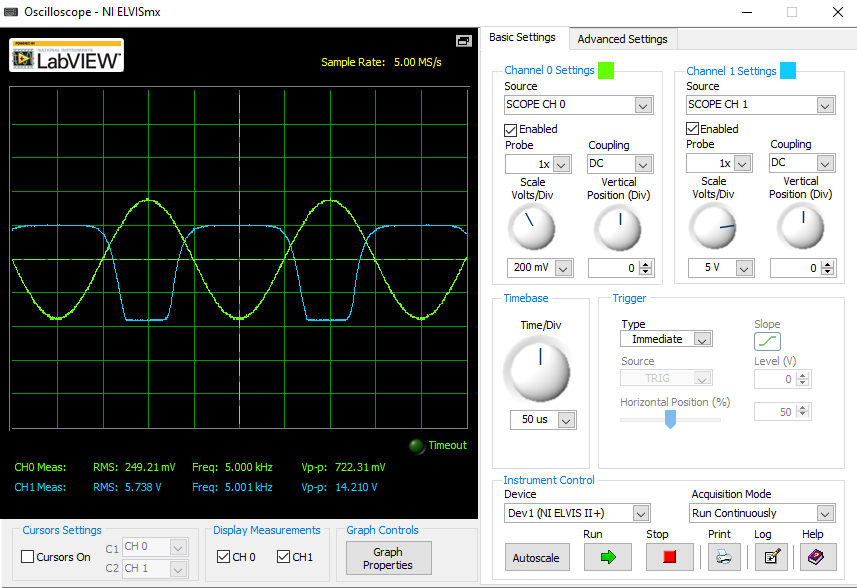 Oscilloscope - NI ELVISmx
POWERED BY
NATIONAL INSTRUMENTS
LabVIEW™
Sample Rate: 5.00 MS/s
Timeout
CH0 Meas: RMS: 249.21 mV Freq: 5.000 kHz Vp-p: 722.31 mV
CH1 Meas: RMS: 5.738 V Freq: 5.001 kHz Vp-p: 14.210 V
Cursors Settings
Cursors On
C1 CH 0
C2 CH 1
Display Measurements
CH 0 CH1
Graph Controls
Graph
Properties
Basic Settings Advanced Settings
Channel 0 Settings
Source
SCOPE CH 0
Enabled
Probe Coupling
1x DC
Scale Vertical
Volts/Div Position (Div)
200 mV 0
Channel 1 Settings
Source
SCOPE CH 1
Enabled
Probe Coupling
1x DC
Scale Vertical
Volts/Div Position (Div)
5 V 0
Timebase
Time/Div
50 us
Trigger
Type Slope
Immediate
Source Level (V)
TRIG 0
Horizontal Position (%)
50
Instrument Control
Device Acquisition Mode
Dev1 (NI ELVIS II+) Run Continuously
Run Stop Print Log Help
Autoscale